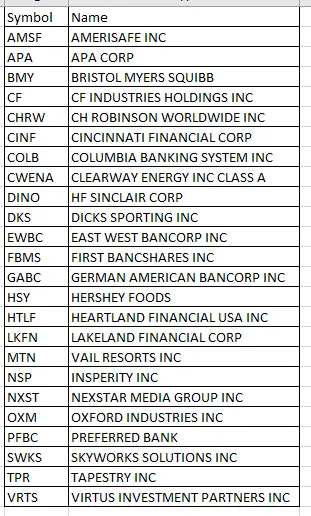 Symbol Name
AMSF AMERISAFE INC
APA APA CORP
BMY BRISTOL MYERS SQUIBB
CF CF INDUSTRIES HOLDINGS INC
CHRW CH ROBINSON WORLDWIDE INC
CINF CINCINNATI FINANCIAL CORP
COLB COLUMBIA BANKING SYSTEM INC
CWENA CLEARWAY ENERGY INC CLASS A
DINO HF SINCLAIR CORP
DKS DICKS SPORTING INC
EWBC EAST WEST BANCORP INC
FBMS FIRST BANCSHARES INC
GABC GERMAN AMERICAN BANCORP INC
HSY HERSHEY FOODS
HTLF HEARTLAND FINANCIAL USA INC
LKFN LAKELAND FINANCIAL CORP
MTN VAIL RESORTS INC
NSP INSPERITY INC
NXST NEXSTAR MEDIA GROUP INC
OXM OXFORD INDUSTRIES INC
PFBC PREFERRED BANK
SWKS SKYWORKS SOLUTIONS INC
TPR TAPESTRY INC
VRTS VIRTUS INVESTMENT PARTNERS INC